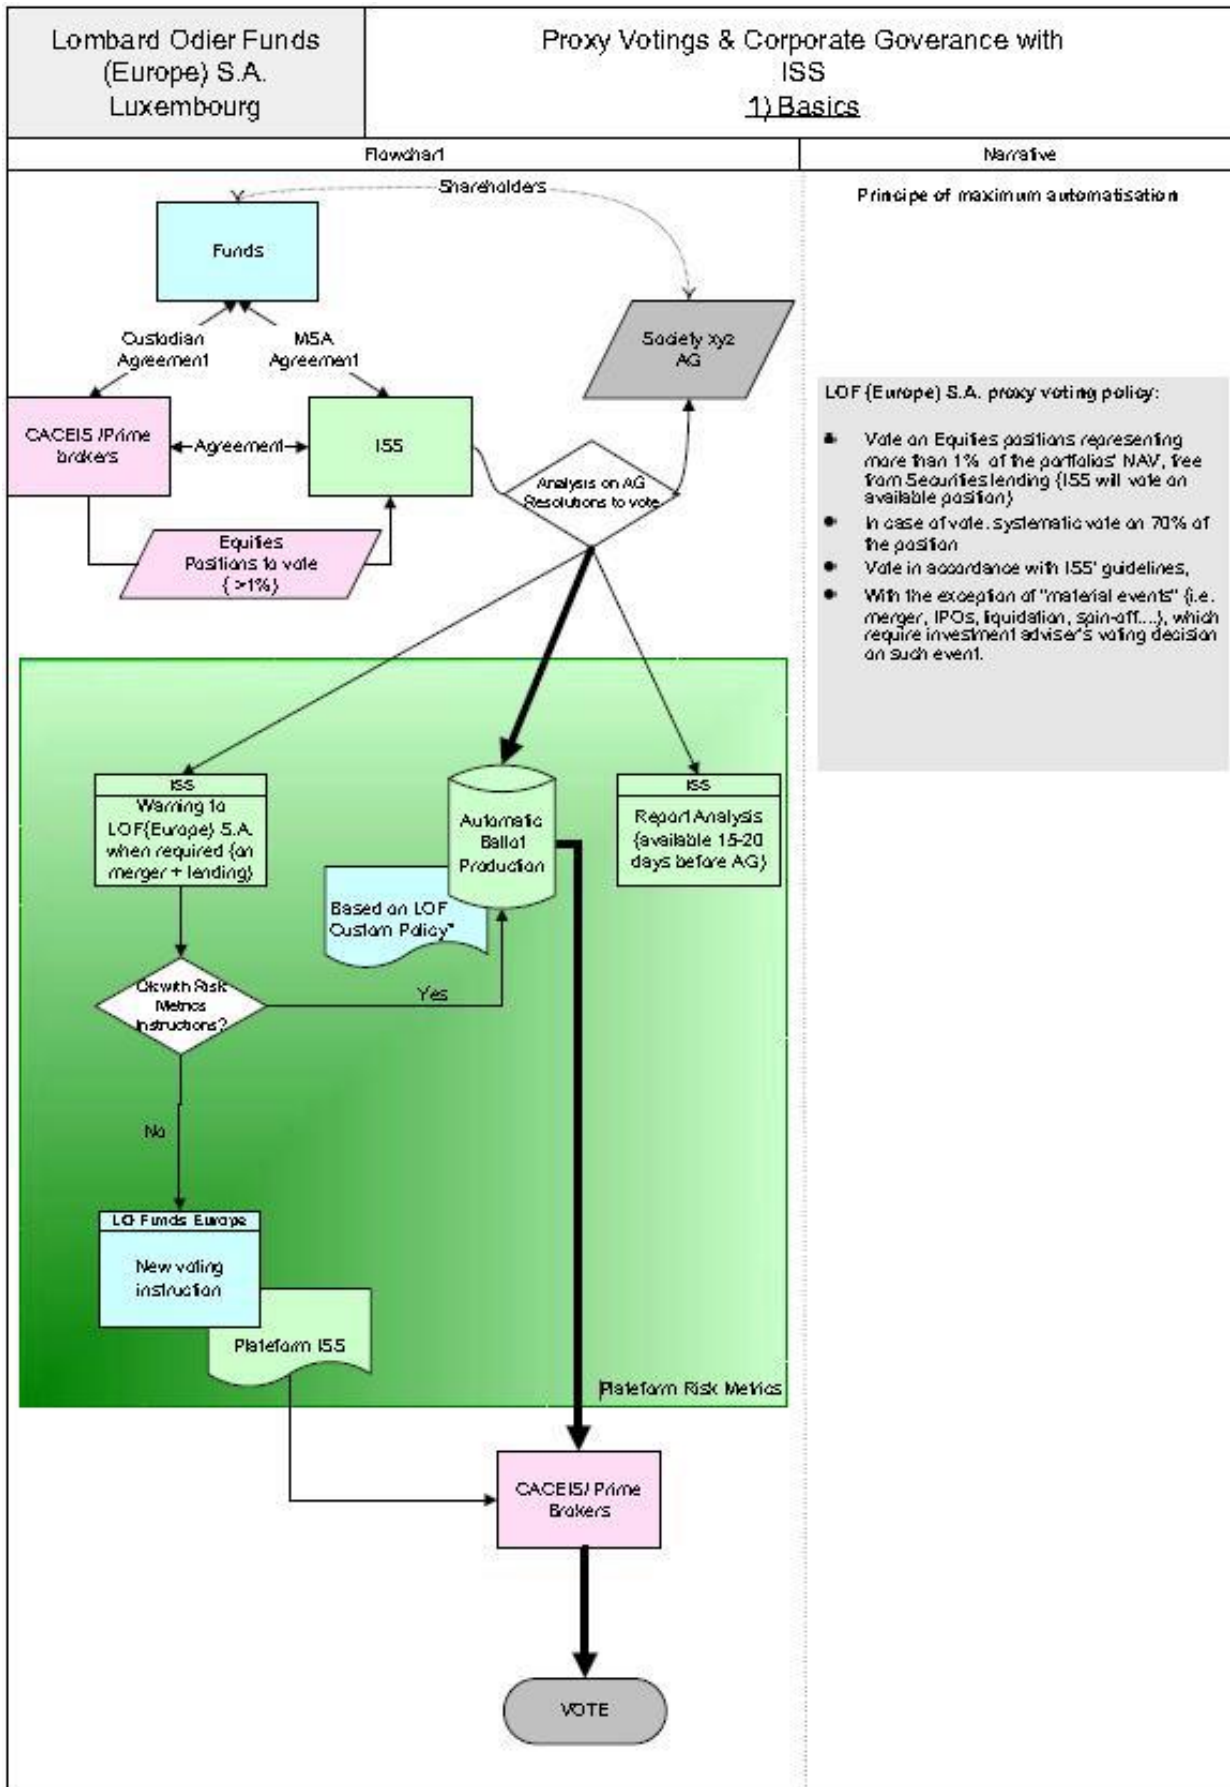 Lombard Odier Funds
(Europe) S.A.
Luxembourg
Proxy Votings & Corporate Goverance with
ISS
1) Basics
Flowchart
Narrative
Shareholders
Principe of maximum automatisation
Funds
Custodian
Agreement
MSA
Agreement
Society xyz
AG
CACEIS /Prime
brokers
Agreement
ISS
Analysis on AG
Resolutions to vote
Equities
Positions to vote
( >1%)
LOF (Europe) S.A. proxy voting policy:
• Vote on Equities positions representing
more than 1% of the portfolios' NAV, free
from Securities lending (ISS will vote on
available position)
• In case of vote, systematic vote on 70% of
the position
• Vote in accordance with ISS' guidelines,
• With the exception of "material events" (i.e.
merger, IPOs, liquidation, spin-off....), which
require investment adviser's voting decision
on such event.
ISS
Warning to
LOF(Europe) S.A.
when required (on
merger + lending)
Automatic
Ballot
Production
ISS
Report Analysis
(available 15-20
days before AG)
Based on LOF
Custom Policy"
Ok with Risk
Metrics
instructions?
Yes
No
LO Funds Europe
New voting
instruction
Plateform ISS
Plateform Risk Metrics
CACEIS/ Prime
Brokers
VOTE